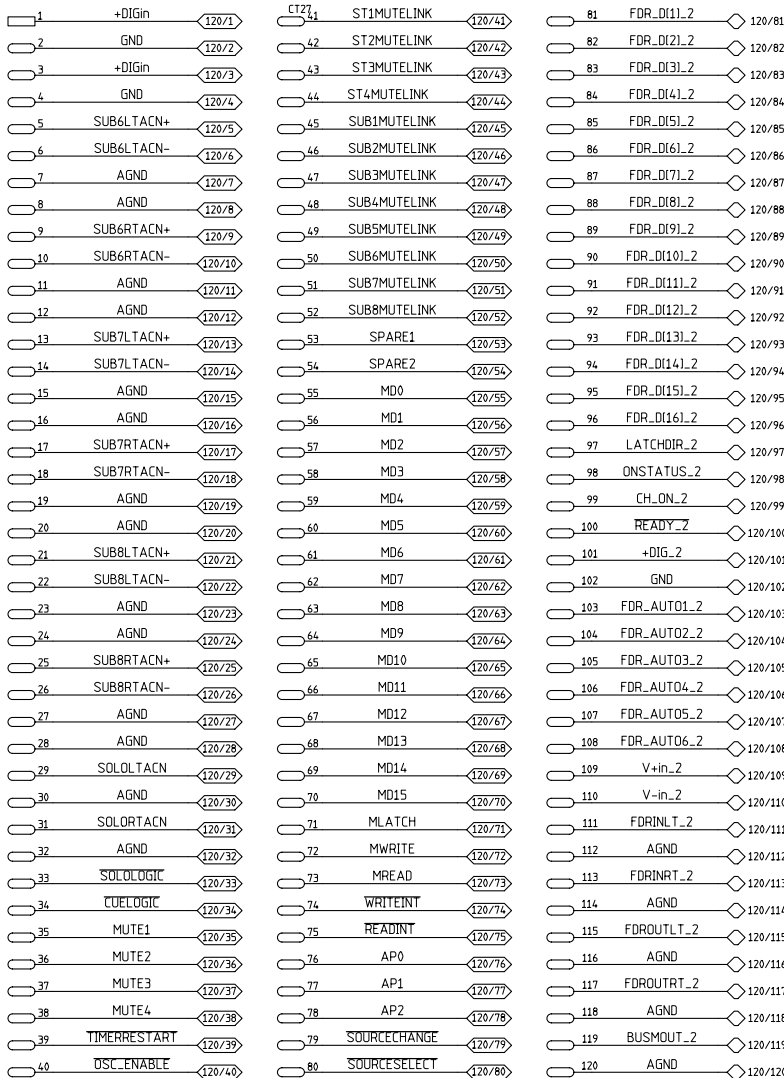 1 +DIGin 120/1
2 GND 120/2
3 +DIGin 120/3
4 GND 120/4
5 SUB6LTACN+ 120/5
6 SUB6LTACN- 120/6
7 AGND 120/7
8 AGND 120/8
9 SUB6RTACN+ 120/9
10 SUB6RTACN- 120/10
11 AGND 120/11
12 AGND 120/12
13 SUB7LTACN+ 120/13
14 SUB7LTACN- 120/14
15 AGND 120/15
16 AGND 120/16
17 SUB7RTACN+ 120/17
18 SUB7RTACN- 120/18
19 AGND 120/19
20 AGND 120/20
21 SUB8LTACN+ 120/21
22 SUB8LTACN- 120/22
23 AGND 120/23
24 AGND 120/24
25 SUB8RTACN+ 120/25
26 SUB8RTACN- 120/26
27 AGND 120/27
28 AGND 120/28
29 SOLOLTACN 120/29
30 AGND 120/30
31 SOLORTACN 120/31
32 AGND 120/32
33 SOLOLOGIC 120/33
34 CUELOGIC 120/34
35 MUTE1 120/35
36 MUTE2 120/36
37 MUTE3 120/37
38 MUTE4 120/38
39 TIMERRESTART 120/39
40 OSC_ENABLE 120/40
CT27
41 ST1MUTELINK 120/41
42 ST2MUTELINK 120/42
43 ST3MUTELINK 120/43
44 ST4MUTELINK 120/44
45 SUB1MUTELINK 120/45
46 SUB2MUTELINK 120/46
47 SUB3MUTELINK 120/47
48 SUB4MUTELINK 120/48
49 SUB5MUTELINK 120/49
50 SUB6MUTELINK 120/50
51 SUB7MUTELINK 120/51
52 SUB8MUTELINK 120/52
53 SPARE1 120/53
54 SPARE2 120/54
55 MD0 120/55
56 MD1 120/56
57 MD2 120/57
58 MD3 120/58
59 MD4 120/59
60 MD5 120/60
61 MD6 120/61
62 MD7 120/62
63 MD8 120/63
64 MD9 120/64
65 MD10 120/65
66 MD11 120/66
67 MD12 120/67
68 MD13 120/68
69 MD14 120/69
70 MD15 120/70
71 MLATCH 120/71
72 MWRITE 120/72
73 MREAD 120/73
74 WRITEINT 120/74
75 READINT 120/75
76 AP0 120/76
77 AP1 120/77
78 AP2 120/78
79 SOURCECHANGE 120/79
80 SOURCESELECT 120/80
81 FDR_D[1]_2 120/81
82 FDR_D[2]_2 120/82
83 FDR_D[3]_2 120/83
84 FDR_D[4]_2 120/84
85 FDR_D[5]_2 120/85
86 FDR_D[6]_2 120/86
87 FDR_D[7]_2 120/87
88 FDR_D[8]_2 120/88
89 FDR_D[9]_2 120/89
90 FDR_D[10]_2 120/90
91 FDR_D[11]_2 120/91
92 FDR_D[12]_2 120/92
93 FDR_D[13]_2 120/93
94 FDR_D[14]_2 120/94
95 FDR_D[15]_2 120/95
96 FDR_D[16]_2 120/96
97 LATCHDIR_2 120/97
98 ONSTATUS_2 120/98
99 CH_ON_2 120/99
100 READY_2 120/100
101 +DIG_2 120/101
102 GND 120/102
103 FDR_AUTO1_2 120/103
104 FDR_AUTO2_2 120/104
105 FDR_AUTO3_2 120/105
106 FDR_AUTO4_2 120/106
107 FDR_AUTO5_2 120/107
108 FDR_AUTO6_2 120/108
109 V+in_2 120/109
110 V-in_2 120/110
111 FDRINLT_2 120/111
112 AGND 120/112
113 FDRINRT_2 120/113
114 AGND 120/114
115 FDROUTLT_2 120/115
116 AGND 120/116
117 FDROUTRT_2 120/117
118 AGND 120/118
119 BUSMOUT_2 120/119
120 AGND 120/120